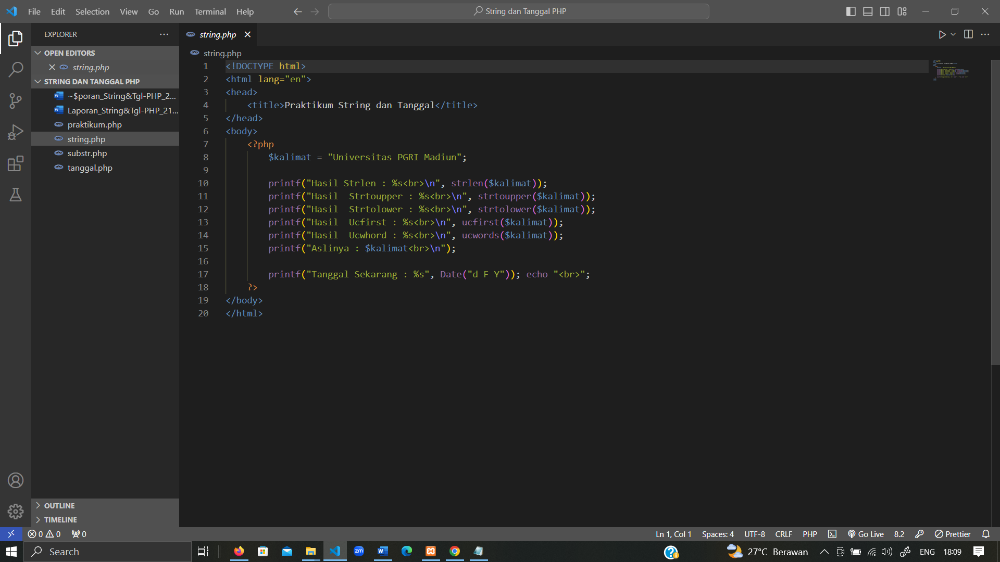 File Edit Selection View Go Run Terminal Help
String dan Tanggal PHP
EXPLORER
string.php
OPEN EDITORS
string.php
STRING DAN TANGGAL PHP
~$poran_String&Tgl-PHP_2...
Laporan_String&Tgl-PHP_21...
praktikum.php
string.php
substr.php
tanggal.php
OUTLINE
TIMELINE
string.php
1 <!DOCTYPE html>
2 <html lang="en">
3 <head>
4     <title>Praktikum String dan Tanggal</title>
5 </head>
6 <body>
7     <?php
8         $kalimat = "Universitas PGRI Madiun";
9
10         printf("Hasil Strlen : %s<br>\n", strlen($kalimat));
11         printf("Hasil  Strtoupper : %s<br>\n", strtoupper($kalimat));
12         printf("Hasil  Strtolower : %s<br>\n", strtolower($kalimat));
13         printf("Hasil  Ucfirst : %s<br>\n", ucfirst($kalimat));
14         printf("Hasil  Ucwhord : %s<br>\n", ucwords($kalimat));
15         printf("Aslinya : $kalimat<br>\n");
16
17         printf("Tanggal Sekarang : %s", Date("d F Y")); echo "<br>";
18     ?>
19 </body>
20 </html>
0 0 0
Ln 1, Col 1 Spaces: 4 UTF-8 CRLF PHP Go Live 8.2 Prettier
Search
zm
27°C Berawan
ENG
18:09